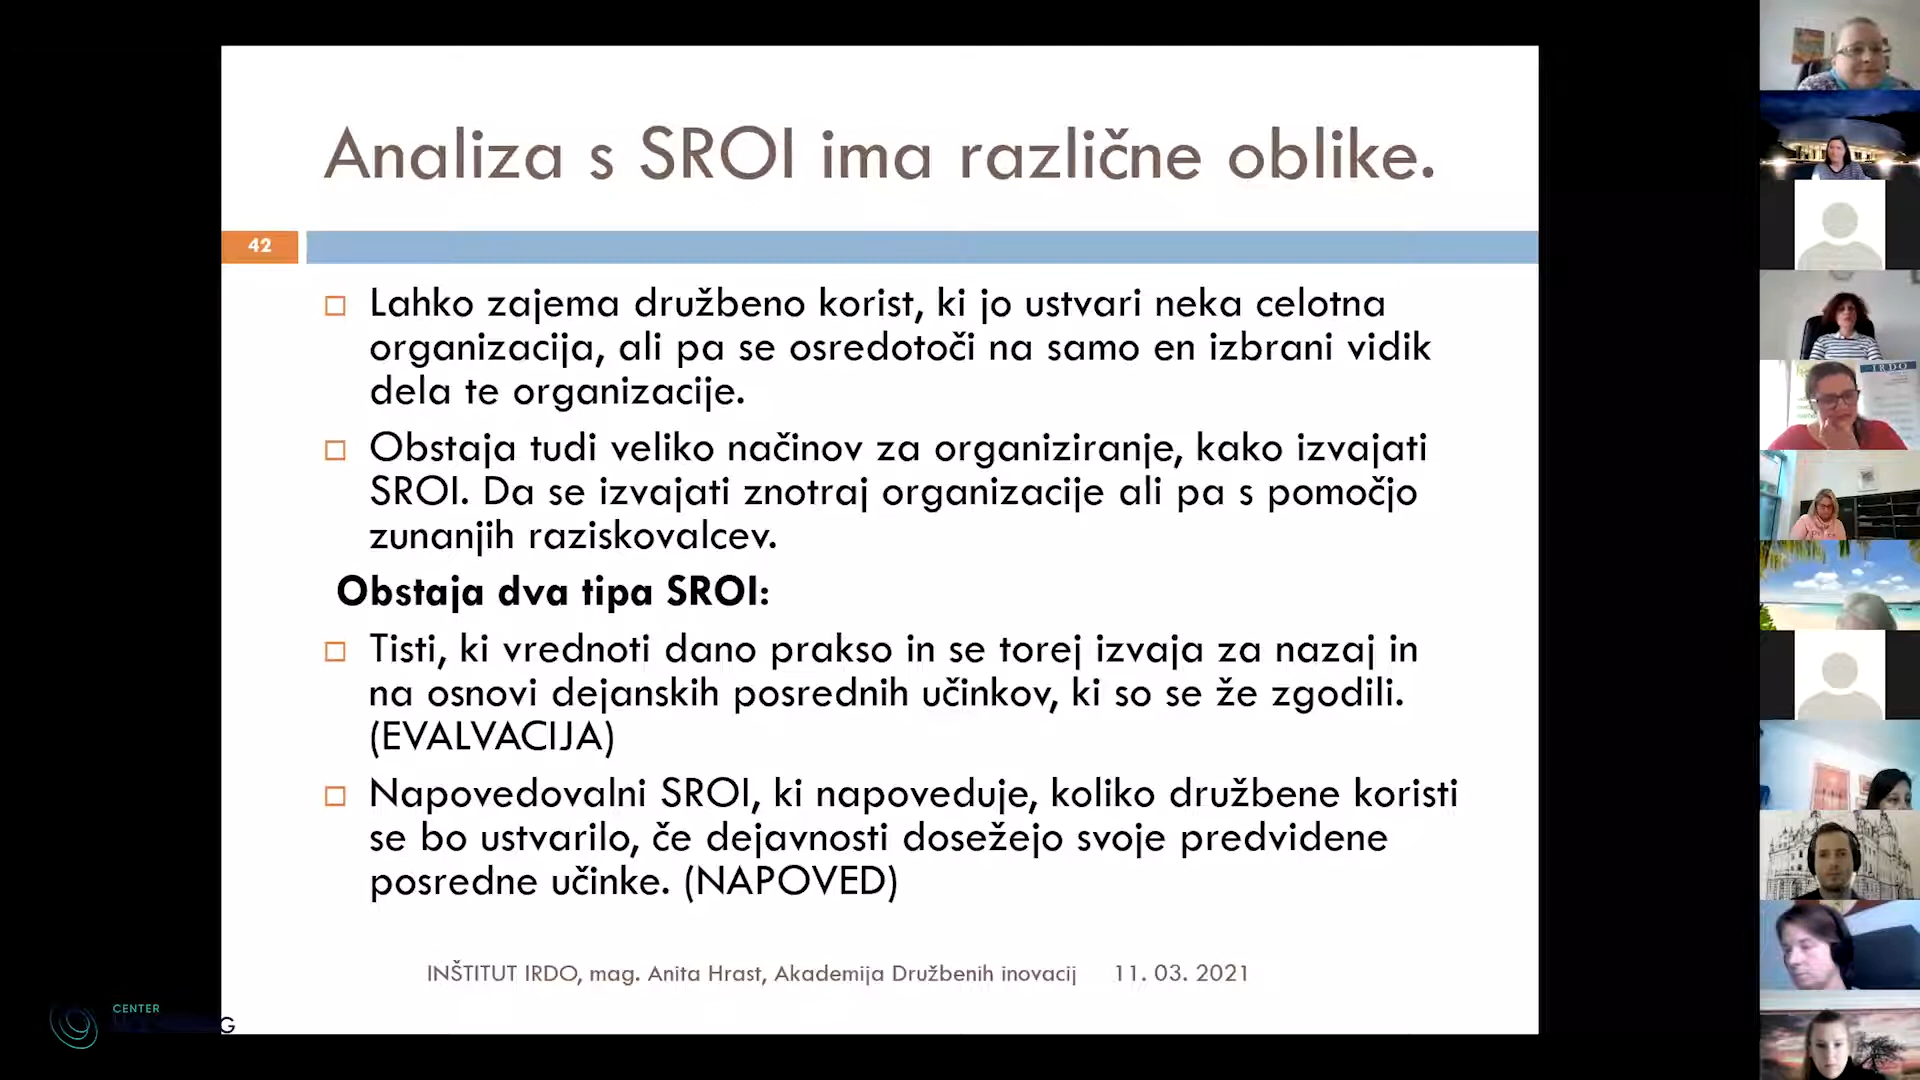 Analiza s SROI ima različne oblike.
42
Lahko zajema družbeno korist, ki jo ustvari neka celotna
organizacija, ali pa se osredotoči na samo en izbrani vidik
dela te organizacije.
Obstaja tudi veliko načinov za organiziranje, kako izvajati
SROI. Da se izvajati znotraj organizacije ali pa s pomočjo
zunanjih raziskovalcev.
Obstaja dva tipa SROI:
Tisti, ki vrednoti dano prakso in se torej izvaja za nazaj in
na osnovi dejanskih posrednih učinkov, ki so se že zgodili.
(EVALVACIJA)
Napovedovalni SROI, ki napoveduje, koliko družbene koristi
se bo ustvarilo, če dejavnosti dosežejo svoje predvidene
posredne učinke. (NAPOVED)
INŠTITUT IRDO, mag. Anita Hrast, Akademija Družbenih inovacij 11. 03. 2021
CENTER
IRDO